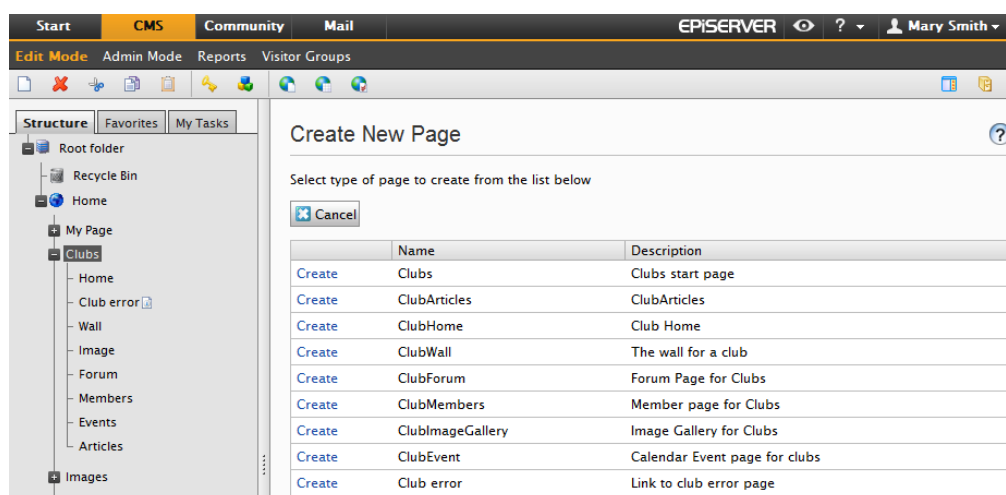 Start CMS Community Mail EPiSERVER ? Mary Smith
Edit Mode Admin Mode Reports Visitor Groups
Structure Favorites My Tasks
Root folder
Recycle Bin
Home
My Page
Clubs
Home
Club error
Wall
Image
Forum
Members
Events
Articles
Images
Create New Page ?
Select type of page to create from the list below
Cancel
Name Description
Create Clubs Clubs start page
Create ClubArticles ClubArticles
Create ClubHome Club Home
Create ClubWall The wall for a club
Create ClubForum Forum Page for Clubs
Create ClubMembers Member page for Clubs
Create ClubImageGallery Image Gallery for Clubs
Create ClubEvent Calendar Event page for clubs
Create Club error Link to club error page